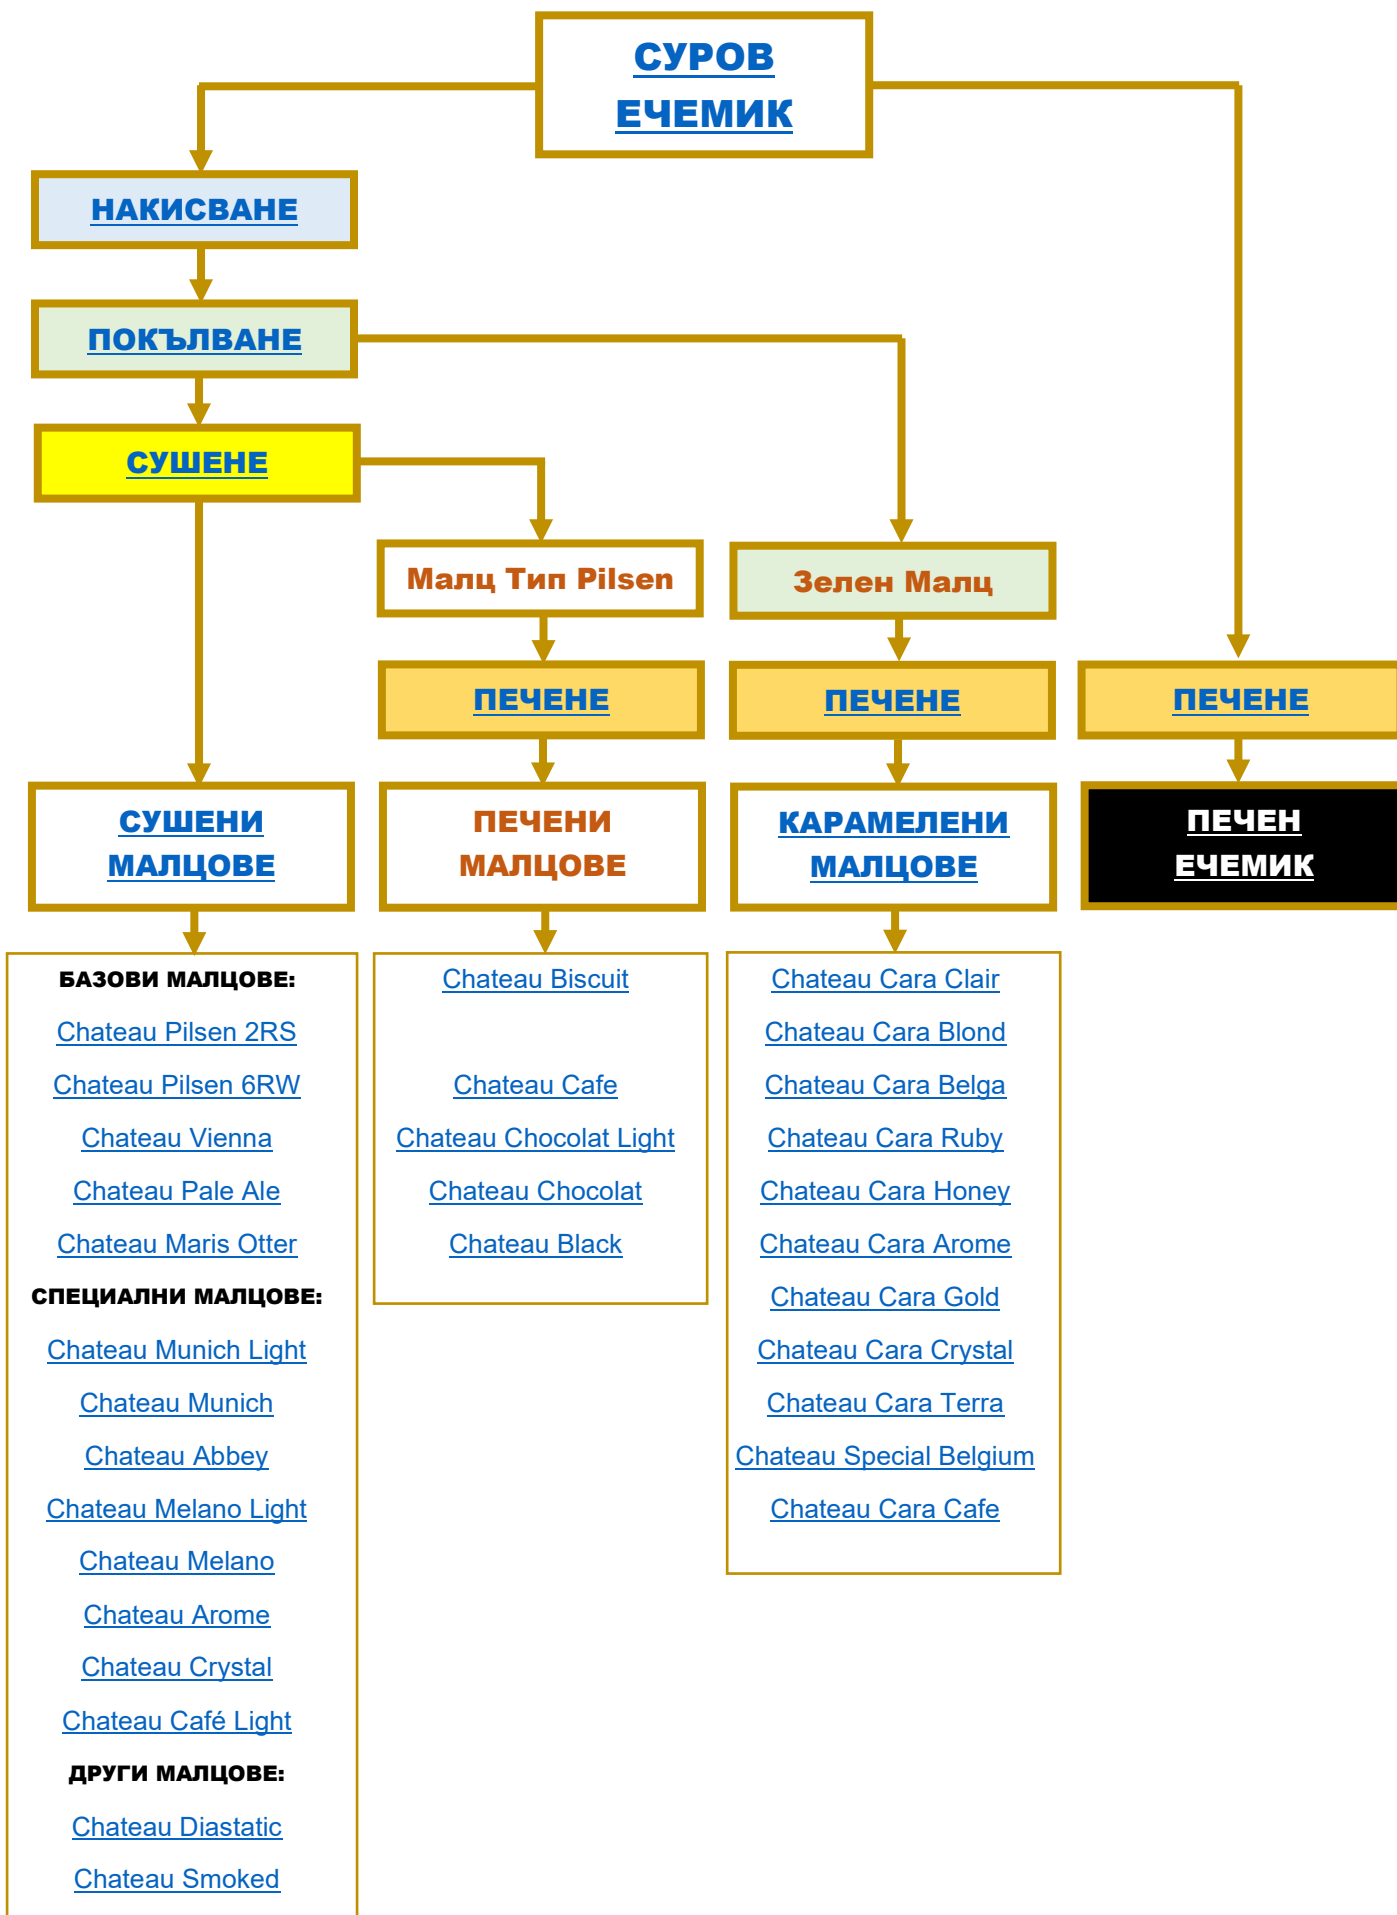 СУРОВ
ЕЧЕМИК
НАКИСВАНЕ
ПОКЪЛВАНЕ
СУШЕНЕ
Малц Тип Pilsen
Зелен Малц
ПЕЧЕНЕ
ПЕЧЕНЕ
ПЕЧЕНЕ
СУШЕНИ
МАЛЦОВЕ
ПЕЧЕНИ
МАЛЦОВЕ
КАРАМЕЛЕНИ
МАЛЦОВЕ
ПЕЧЕН
ЕЧЕМИК
БАЗОВИ МАЛЦОВЕ:
Chateau Pilsen 2RS
Chateau Pilsen 6RW
Chateau Vienna
Chateau Pale Ale
Chateau Maris Otter
СПЕЦИАЛНИ МАЛЦОВЕ:
Chateau Munich Light
Chateau Munich
Chateau Abbey
Chateau Melano Light
Chateau Melano
Chateau Arome
Chateau Crystal
Chateau Café Light
ДРУГИ МАЛЦОВЕ:
Chateau Diastatic
Chateau Smoked
Chateau Biscuit
Chateau Cafe
Chateau Chocolat Light
Chateau Chocolat
Chateau Black
Chateau Cara Clair
Chateau Cara Blond
Chateau Cara Belga
Chateau Cara Ruby
Chateau Cara Honey
Chateau Cara Arome
Chateau Cara Gold
Chateau Cara Crystal
Chateau Cara Terra
Chateau Special Belgium
Chateau Cara Cafe